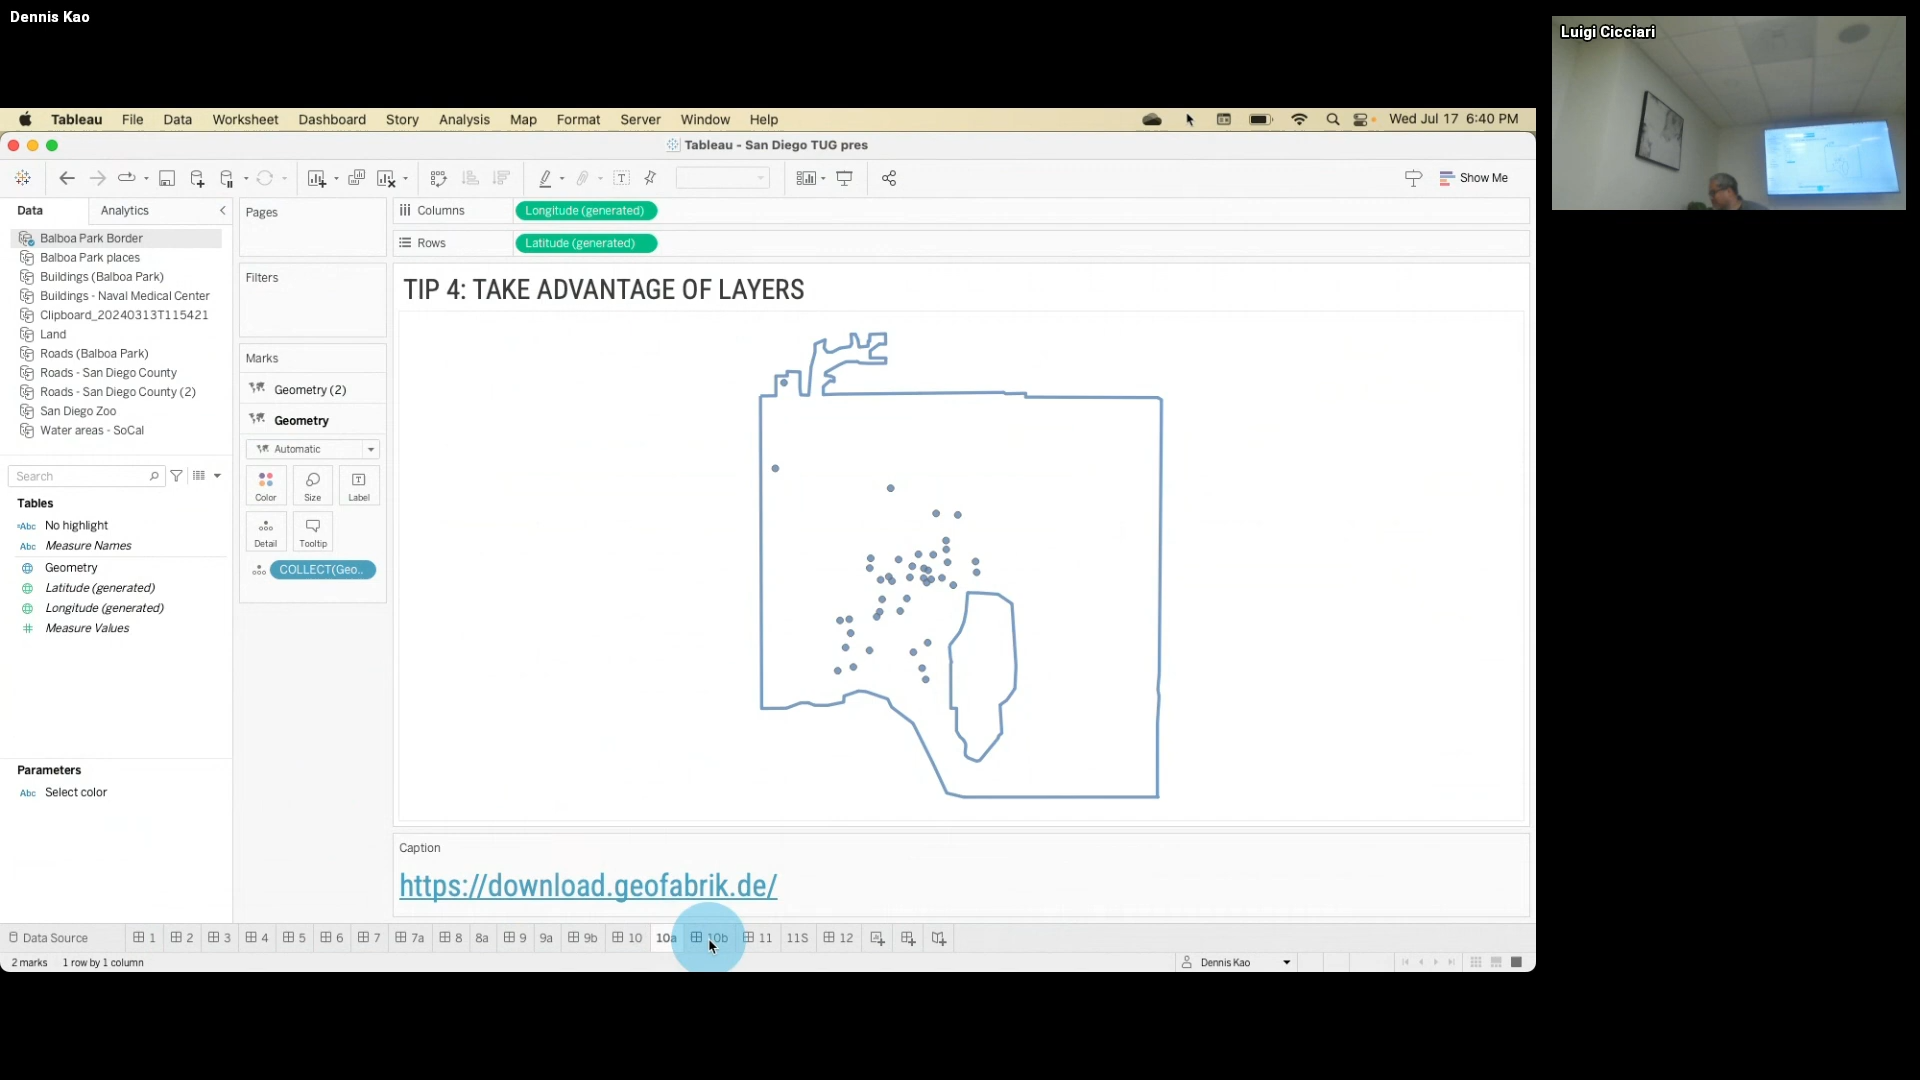 Dennis Kao
Luigi Cicciari
Tableau File Data Worksheet Dashboard Story Analysis Map Format Server Window Help
Wed Jul 17 6:40 PM
Tableau - San Diego TUG pres
Show Me
Data Analytics
Balboa Park Border
Balboa Park places
Buildings (Balboa Park)
Buildings - Naval Medical Center
Clipboard_20240313T115421
Land
Roads (Balboa Park)
Roads - San Diego County
Roads - San Diego County (2)
San Diego Zoo
Water areas - SoCal
Search
Tables
Abc No highlight
Abc Measure Names
Geometry
Latitude (generated)
Longitude (generated)
# Measure Values
Parameters
Abc Select color
Pages
Filters
Marks
Geometry (2)
Geometry
Automatic
Color Size Label
Detail Tooltip
COLLECT(Geo..
Columns Longitude (generated)
Rows Latitude (generated)
TIP 4: TAKE ADVANTAGE OF LAYERS
Caption
https://download.geofabrik.de/
Data Source 1 2 3 4 5 6 7 7a 8 8a 9 9a 9b 10 10a 10b 11 11S 12
2 marks 1 row by 1 column
Dennis Kao